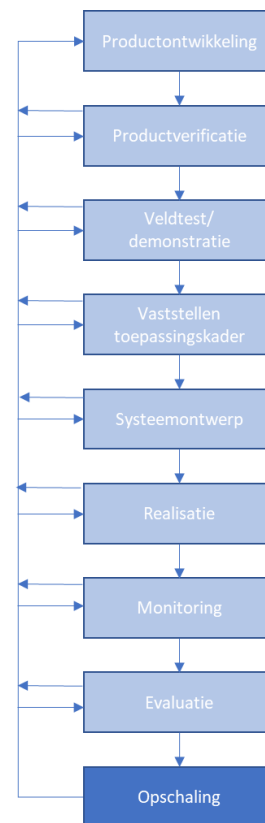 Productontwikkeling
Productverificatie
Veldtest/
demonstratie
Vaststellen
toepassingskader
Systeemontwerp
Realisatie
Monitoring
Evaluatie
Opschaling